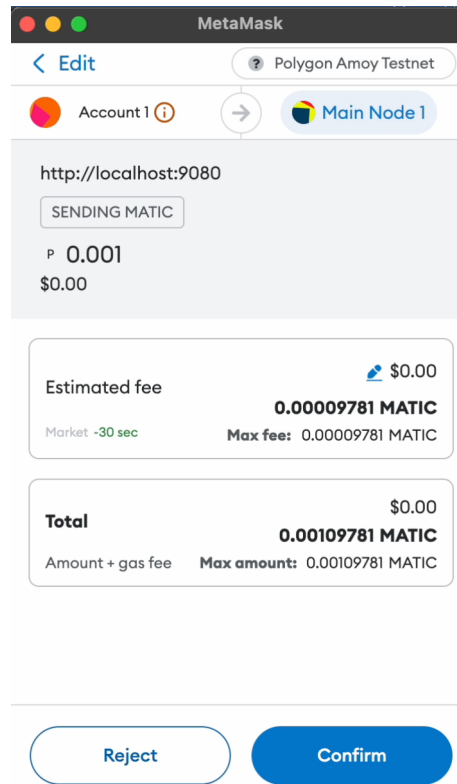 MetaMask
Edit
? Polygon Amoy Testnet
Account 1
Main Node 1
http://localhost:9080
SENDING MATIC
P 0.001
$0.00
$0.00
Estimated fee
0.00009781 MATIC
Market ~30 sec
Max fee: 0.00009781 MATIC
$0.00
Total
0.00109781 MATIC
Amount + gas fee
Max amount: 0.00109781 MATIC
Reject
Confirm